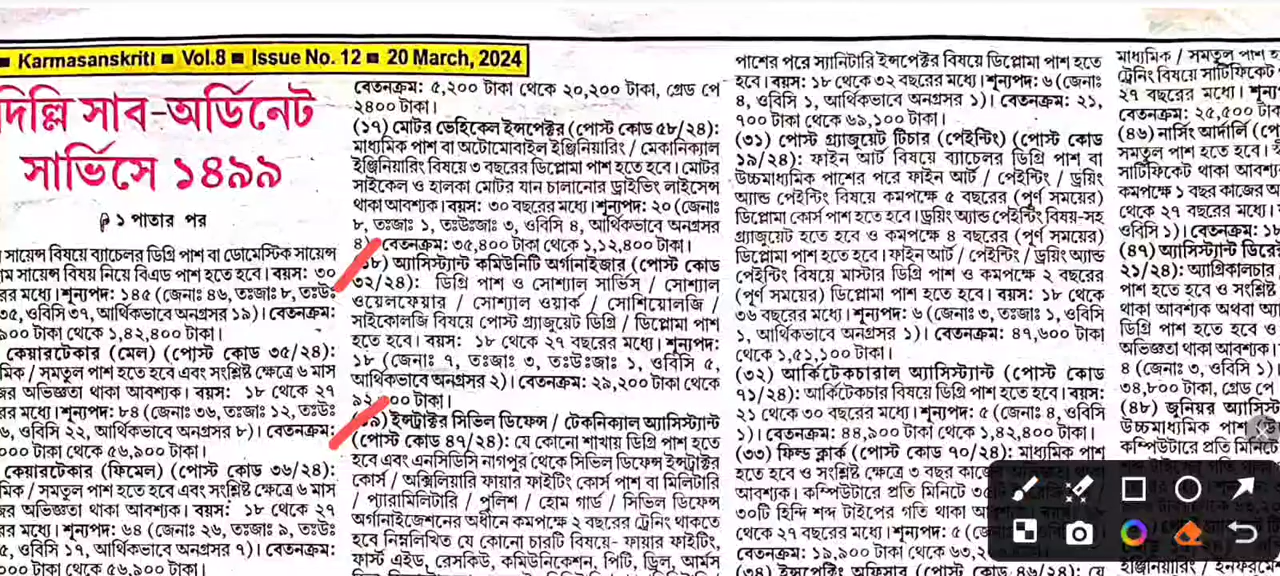 Karmasanskriti ■ Vol.8 ■ Issue No. 12 ■ 20 March, 2024
দিল্লি সাব-অর্ডিনেট
সার্ভিসে ১৪৯৯
১ পাতার পর
সায়েন্স বিষয়ে ব্যাচেলর ডিগ্রি পাশ বা ডোমেস্টিক সায়েন্স
সায়েন্স বিষয় নিয়ে বিএড পাশ হতে হবে। বয়স: ৩০
মধ্যে। শূন্যপদ: ১৪৫ (জেনাঃ ৪৬, তঃজাঃ ৮, তঃউঃ
৩৫, ওবিসি ৩৭, আর্থিকভাবে অনগ্রসর ১৯)। বেতনক্রম:
টাকা থেকে ১,৪২,৪০০ টাকা।
কেয়ারটেকার (মেল) (পোস্ট কোড ৩৫/২৪):
/ সমতুল পাশ হতে হবে এবং সংশ্লিষ্ট ক্ষেত্রে ৬ মাস
অভিজ্ঞতা থাকা আবশ্যক। বয়স: ১৮ থেকে ২৭
মধ্যে। শূন্যপদ: ৮৪ (জেনাঃ ৩৬, তঃজাঃ ১২, তঃউঃ
৬, ওবিসি ২২, আর্থিকভাবে অনগ্রসর ৮)। বেতনক্রম:
টাকা থেকে ৫৬,৯০০ টাকা।
কেয়ারটেকার (ফিমেল) (পোস্ট কোড ৩৬/২৪):
/ সমতুল পাশ হতে হবে এবং সংশ্লিষ্ট ক্ষেত্রে ৬ মাস
অভিজ্ঞতা থাকা আবশ্যক। বয়স: ১৮ থেকে ২৭
মধ্যে। শূন্যপদ: ৬৪ (জেনাঃ ২৬, তঃজাঃ ৯, তঃউঃ
৫, ওবিসি ১৭, আর্থিকভাবে অনগ্রসর ৭)। বেতনক্রম:
টাকা থেকে ৫৬,৯০০ টাকা।
বেতনক্রম: ৫,২০০ টাকা থেকে ২০,২০০ টাকা, গ্রেড পে
২৪০০ টাকা।
(১৭) মোটর ভেহিকেল ইন্সপেক্টর (পোস্ট কোড ৫৮/২৪):
মাধ্যমিক পাশ বা অটোমোবাইল ইঞ্জিনিয়ারিং / মেকানিক্যাল
ইঞ্জিনিয়ারিং বিষয়ে ৩ বছরের ডিপ্লোমা পাশ হতে হবে। মোটর
সাইকেল ও হালকা মোটর যান চালানোর ড্রাইভিং লাইসেন্স
থাকা আবশ্যক। বয়স: ৩০ বছরের মধ্যে। শূন্যপদ: ২০ (জেনাঃ
৮, তঃজাঃ ১, তঃউঃজাঃ ৩, ওবিসি ৪, আর্থিকভাবে অনগ্রসর
৪)। বেতনক্রম: ৩৫,৪০০ টাকা থেকে ১,১২,৪০০ টাকা।
অ্যাসিস্ট্যান্ট কমিউনিটি অর্গানাইজার (পোস্ট কোড
৩২/২৪): ডিগ্রি পাশ ও সোশ্যাল সার্ভিস / সোশ্যাল
ওয়েলফেয়ার / সোশ্যাল ওয়ার্ক / সোশিয়োলজি /
সাইকোলজি বিষয়ে পোস্ট গ্র্যাজুয়েট ডিগ্রি / ডিপ্লোমা পাশ
হতে হবে। বয়স: ১৮ থেকে ২৭ বছরের মধ্যে। শূন্যপদ:
১৮ (জেনাঃ ৭, তঃজাঃ ৩, তঃউঃজাঃ ১, ওবিসি ৫,
আর্থিকভাবে অনগ্রসর ২)। বেতনক্রম: ২৯,২০০ টাকা থেকে
টাকা।
ইন্সট্রাক্টর সিভিল ডিফেন্স / টেকনিক্যাল অ্যাসিস্ট্যান্ট
(পোস্ট কোড ৪৭/২৪): যে কোনো শাখায় ডিগ্রি পাশ হতে
হবে এবং এনসিডিসি নাগপুর থেকে সিভিল ডিফেন্স ইন্সট্রাক্টর
কোর্স / অক্সিলিয়ারি ফায়ার ফাইটিং কোর্স পাশ বা মিলিটারি
/ প্যারামিলিটারি / পুলিশ / হোম গার্ড / সিভিল ডিফেন্স
অর্গানাইজেশনের অধীনে কমপক্ষে ২ বছরের ট্রেনিং থাকতে
হবে নিম্নলিখিত যে কোনো চারটি বিষয়ে- ফায়ার ফাইটিং,
ফার্স্ট এইড, রেসকিউ, কমিউনিকেশন, পিটি, ড্রিল, আর্মস
পাশের পরে স্যানিটারি ইন্সপেক্টর বিষয়ে ডিপ্লোমা পাশ হতে
হবে। বয়স: ১৮ থেকে ৩২ বছরের মধ্যে। শূন্যপদ: ৬ (জেনাঃ
৪, ওবিসি ১, আর্থিকভাবে অনগ্রসর ১)। বেতনক্রম: ২১,
৭০০ টাকা থেকে ৬৯,১০০ টাকা।
(৩১) পোস্ট গ্র্যাজুয়েট টিচার (পেইন্টিং) (পোস্ট কোড
১৯/২৪): ফাইন আর্ট বিষয়ে ব্যাচেলর ডিগ্রি পাশ বা
উচ্চমাধ্যমিক পাশের পরে ফাইন আর্ট / পেইন্টিং / ড্রয়িং
অ্যান্ড পেইন্টিং বিষয়ে কমপক্ষে ৫ বছরের (পূর্ণ সময়ের)
ডিপ্লোমা কোর্স পাশ হতে হবে। ড্রয়িং অ্যান্ড পেইন্টিং বিষয়-সহ
গ্র্যাজুয়েট হতে হবে ও কমপক্ষে ৪ বছরের (পূর্ণ সময়ের)
ডিপ্লোমা পাশ হতে হবে। ফাইন আর্ট / পেইন্টিং / ড্রয়িং অ্যান্ড
পেইন্টিং বিষয়ে মাস্টার ডিগ্রি পাশ ও কমপক্ষে ২ বছরের
(পূর্ণ সময়ের) ডিপ্লোমা পাশ হতে হবে। বয়স: ১৮ থেকে
৩৬ বছরের মধ্যে। শূন্যপদ: ৬ (জেনাঃ ৩, তঃজাঃ ১, ওবিসি
১, আর্থিকভাবে অনগ্রসর ১)। বেতনক্রম: ৪৭,৬০০ টাকা
থেকে ১,৫১,১০০ টাকা।
(৩২) আর্কিটেকচারাল অ্যাসিস্ট্যান্ট (পোস্ট কোড
৭১/২৪): আর্কিটেকচার বিষয়ে ডিগ্রি পাশ হতে হবে। বয়স:
২১ থেকে ৩০ বছরের মধ্যে। শূন্যপদ: ৫ (জেনাঃ ৪, ওবিসি
১)। বেতনক্রম: ৪৪,৯০০ টাকা থেকে ১,৪২,৪০০ টাকা।
(৩৩) ফিল্ড ক্লার্ক (পোস্ট কোড ৭০/২৪): মাধ্যমিক পাশ
হতে হবে ও সংশ্লিষ্ট ক্ষেত্রে ৩ বছর
আবশ্যক। কম্পিউটারে প্রতি মিনিটে
৩০টি হিন্দি শব্দ টাইপের গতি থাকা
থেকে ২৭ বছরের মধ্যে। শূন্যপদ: ৫
বেতনক্রম: ১৯,৯০০ টাকা থেকে
(৩৪) ইন্সপেক্টিং অফিসার (পোস্ট কোড ৪৬/২৪): যে
মাধ্যমিক / সমতুল পাশ
ট্রেনিং বিষয়ে সার্টিফিকেট
২৭ বছরের মধ্যে।
বেতনক্রম: ২৫,৫০০
(৪৬) নার্সিং আর্দালি
সমতুল পাশ হতে হবে।
সার্টিফিকেট থাকা
কমপক্ষে ১ বছর কাজের
থেকে ২৭ বছরের মধ্যে।
ওবিসি ১)। বেতনক্রম:
(৪৭) অ্যাসিস্ট্যান্ট
২১/২৪): অ্যাগ্রিকালচার
পাশ হতে হবে ও সংশ্লিষ্ট
থাকা আবশ্যক অথবা
ডিগ্রি পাশ হতে হবে ও
অভিজ্ঞতা থাকা আবশ্যক।
৪ (জেনাঃ ৩, ওবিসি ১)।
৩৪,৮০০ টাকা, গ্রেড পে
(৪৮) জুনিয়র
উচ্চমাধ্যমিক পাশ
কম্পিউটারে প্রতি মিনিটে